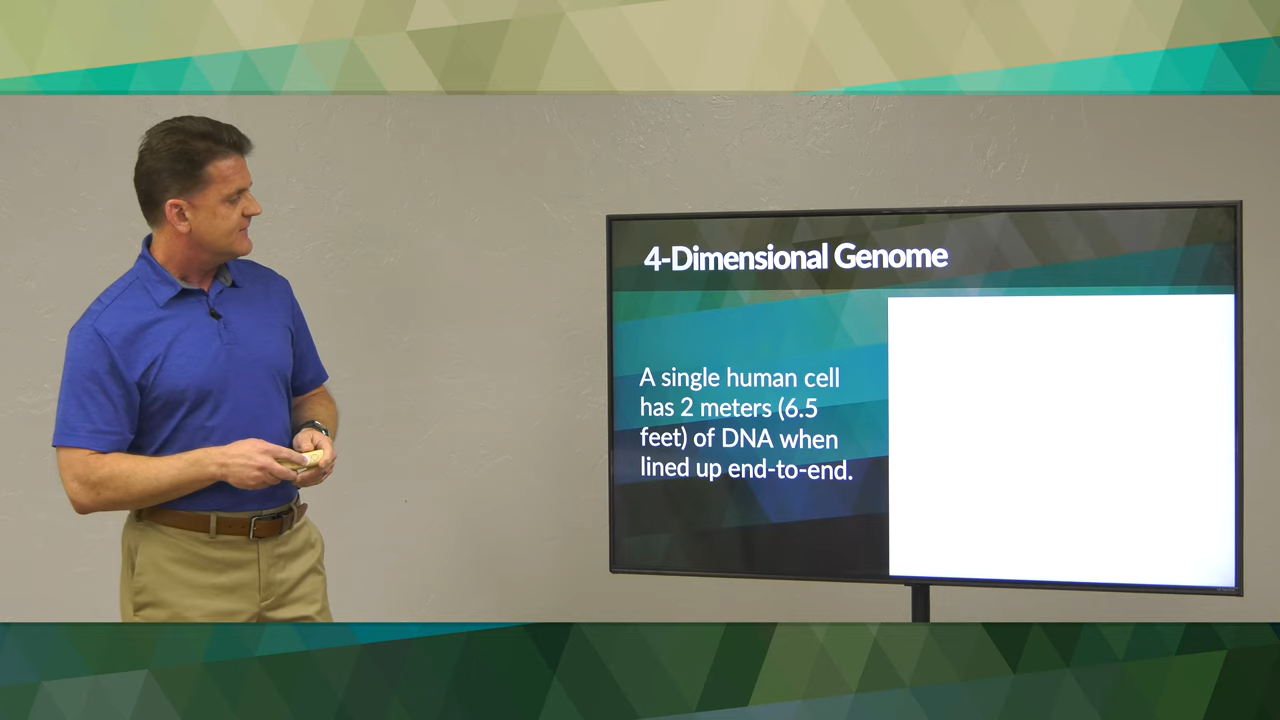 4-Dimensional Genome
A single human cell
has 2 meters (6.5
feet) of DNA when
lined up end-to-end.